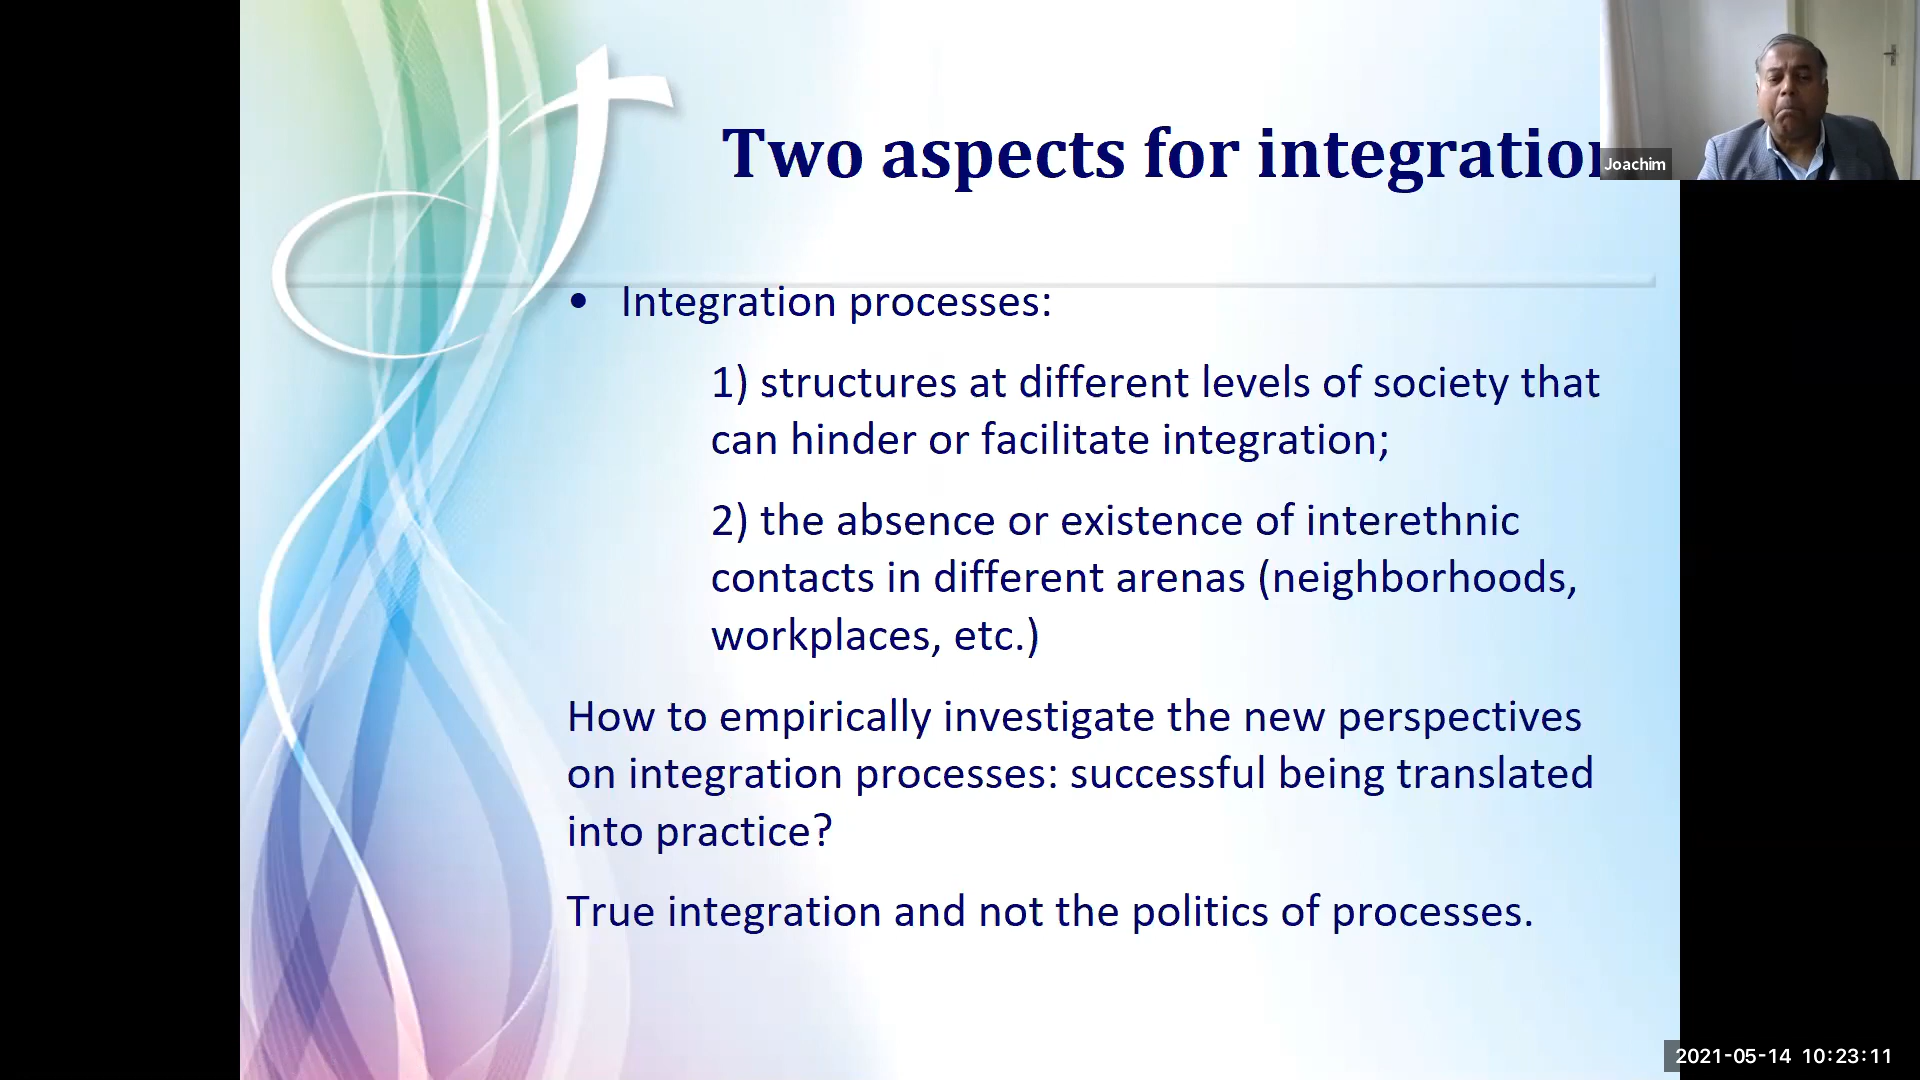 Two aspects for integration
Joachim
• Integration processes:
1) structures at different levels of society that
can hinder or facilitate integration;
2) the absence or existence of interethnic
contacts in different arenas (neighborhoods,
workplaces, etc.)
How to empirically investigate the new perspectives
on integration processes: successful being translated
into practice?
True integration and not the politics of processes.
2021-05-14 10:23:11